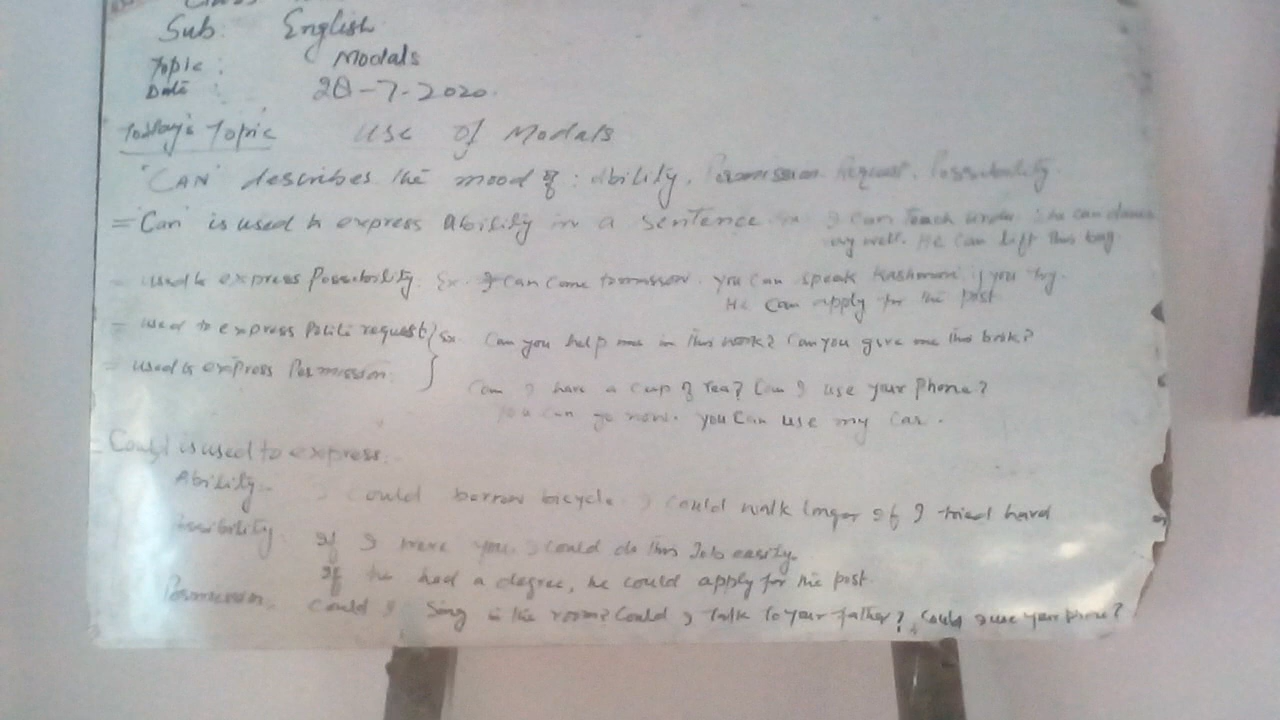 Sub: English
Topic: Modals
Date: 28-7-2020.
Today's Topic Use of Modals
'CAN' describes the mood of: ability, Permission Request, Possibility
= 'Can' is used to express Ability in a sentence I can teach urdu. She can dance
well. He can lift this bag
= used to express Possibility. Ex. I can come tomorrow. you can speak Kashmiri if you try.
He can apply for the post
= used to express Polite request } Ex. Can you help me in this work? Can you give me this book?
= used to express Permission. }
Can I have a cup of Tea? Can I use your Phone?
You can go now. you can use my car.
= Could is used to express.
Ability. I could borrow bicycle. I could walk longer If I tried hard
Possibility. If I were you, I could do this Job easily.
If he had a degree, he could apply for the post
Permission. Could I Sing in the room? Could I Talk to your father? Could I use your phone?